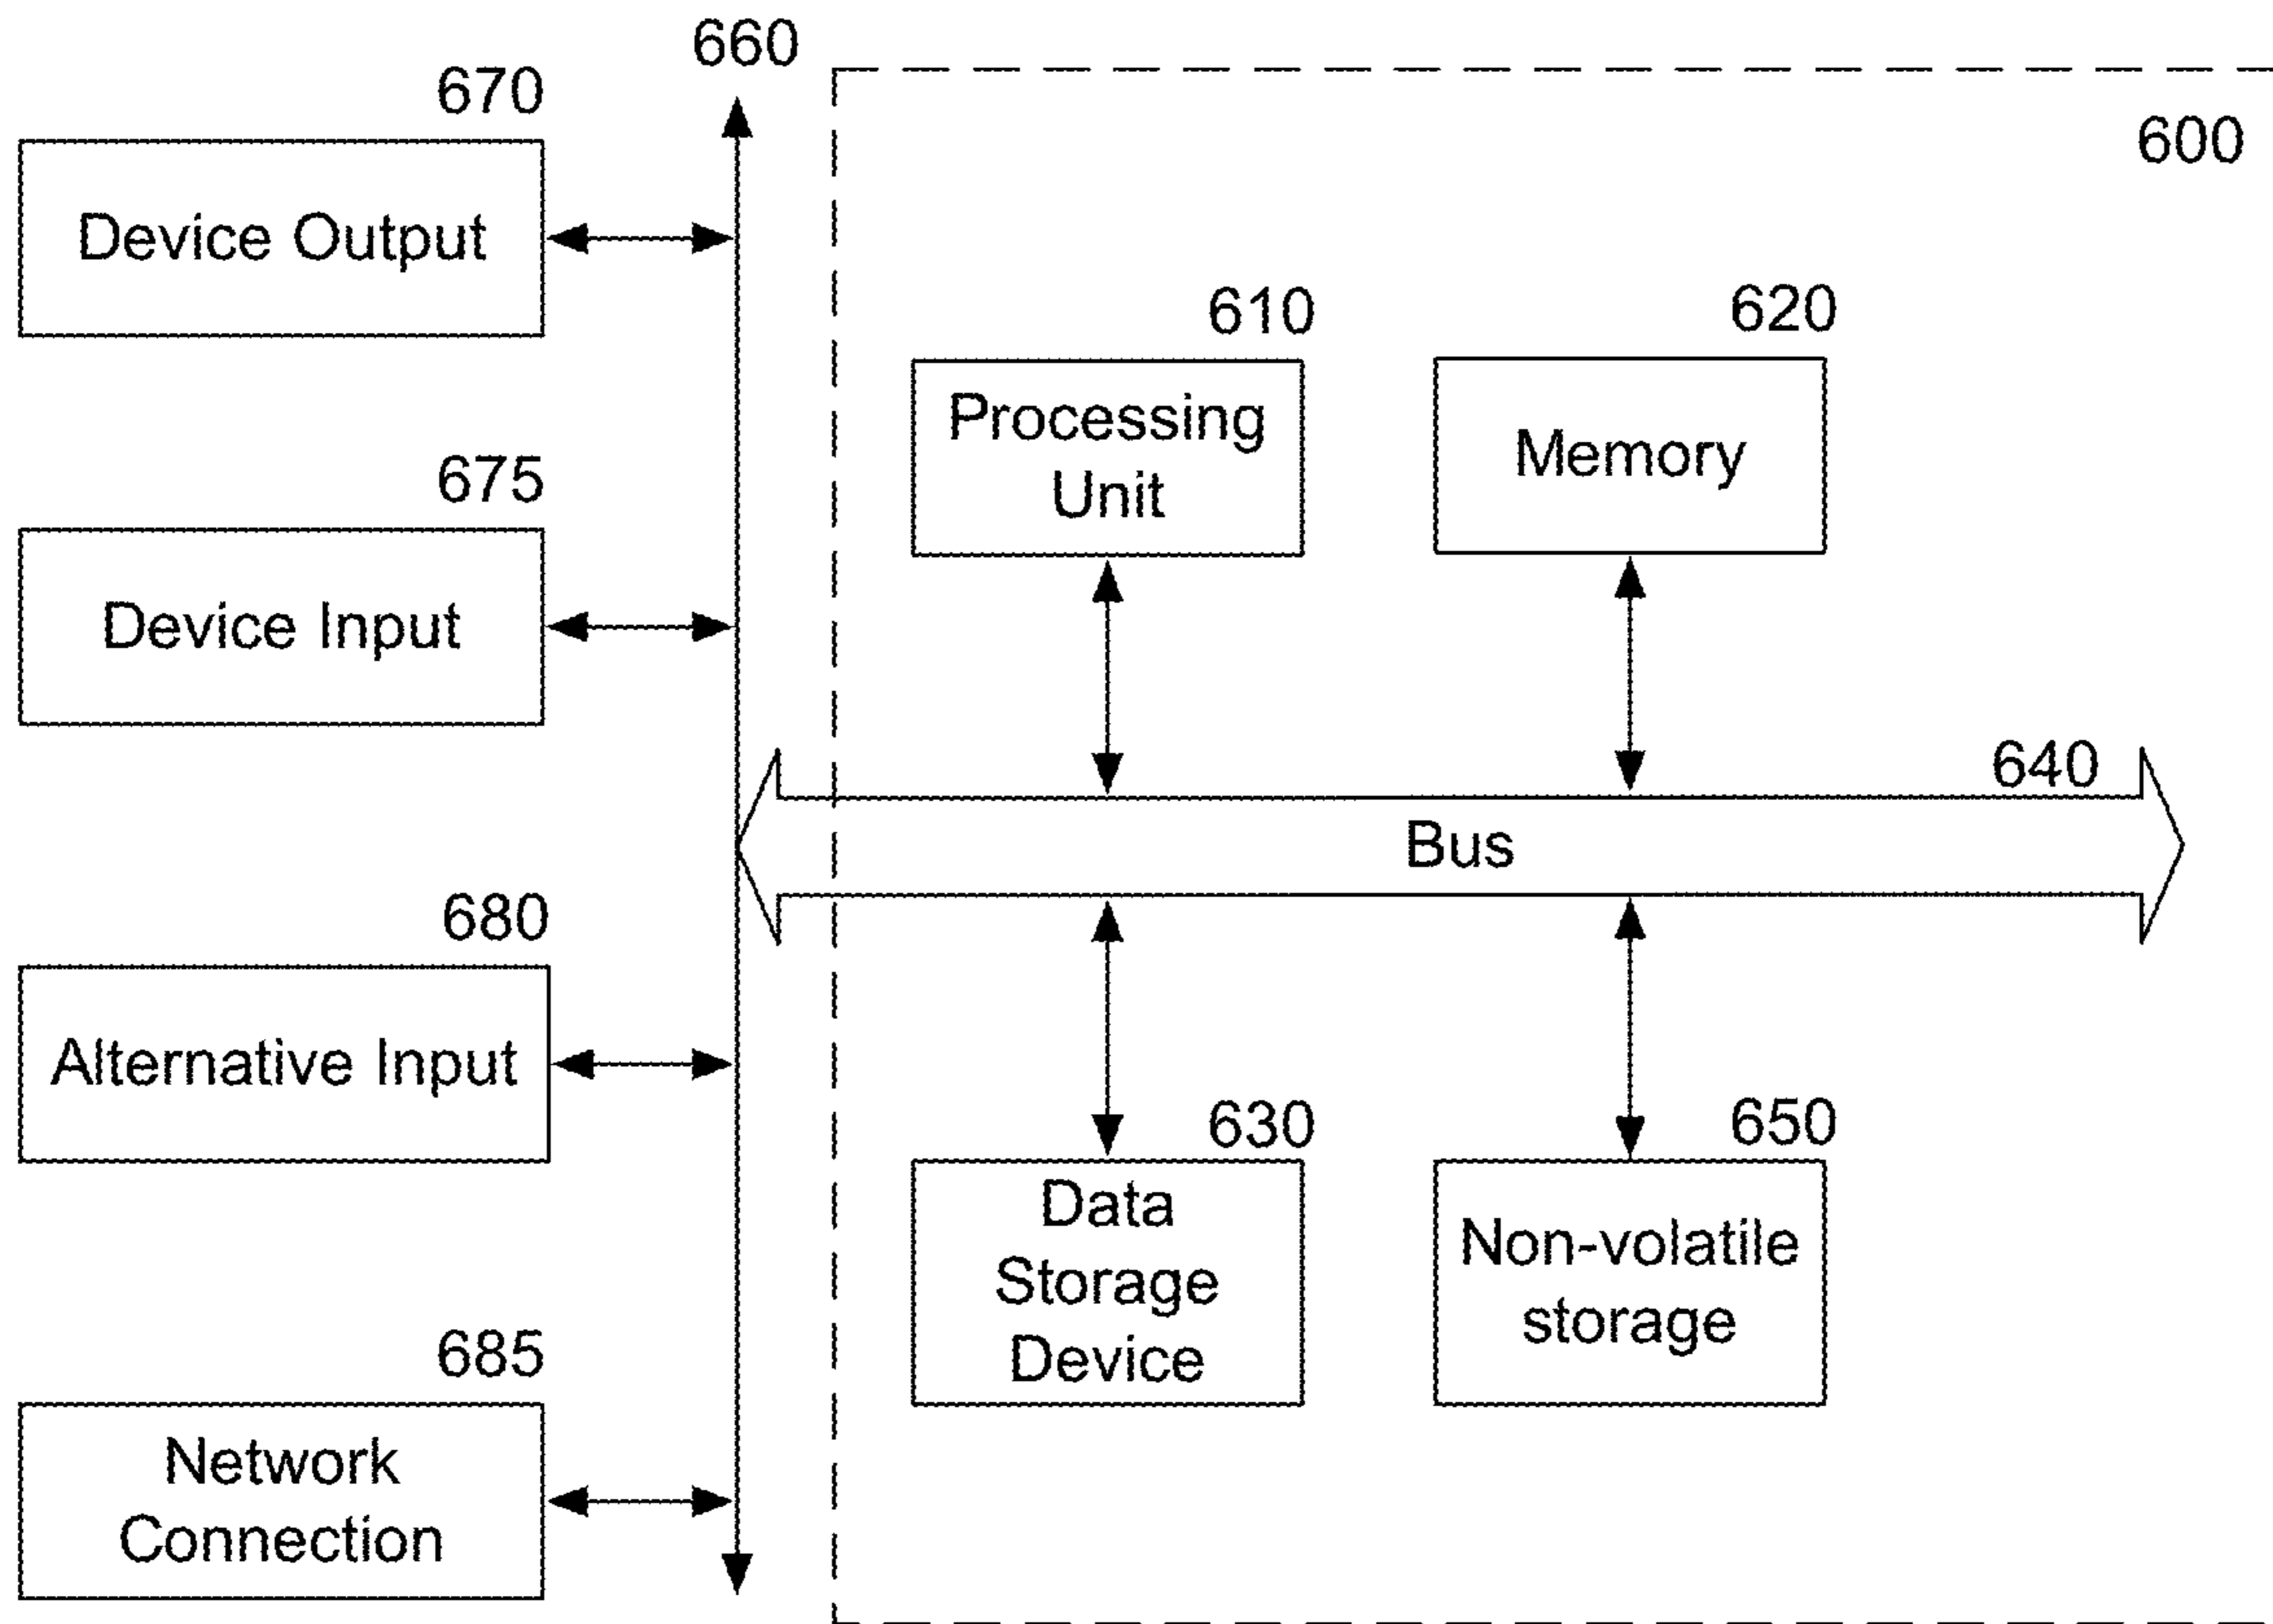 660
670
600
Device Output
610
620
Processing
Unit
Memory
675
Device Input
640
Bus
680
Alternative Input
630
650
Data
Storage
Device
Non-volatile
storage
685
Network
Connection